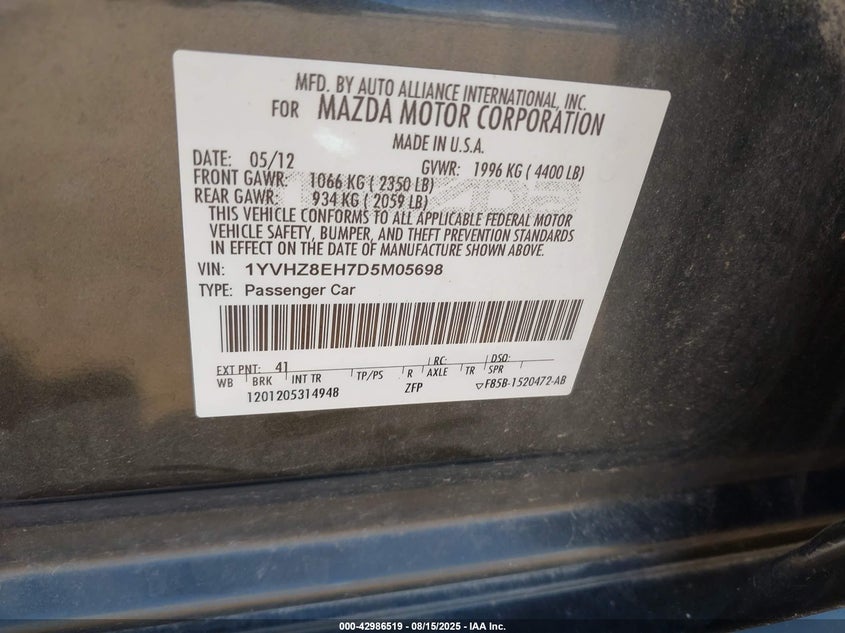 MFD. BY AUTO ALLIANCE INTERNATIONAL, INC.
FOR MAZDA MOTOR CORPORATION
MADE IN U.S.A.
DATE: 05/12 GVWR: 1996 KG ( 4400 LB)
FRONT GAWR: 1066 KG ( 2350 LB)
REAR GAWR: 934 KG ( 2059 LB)
THIS VEHICLE CONFORMS TO ALL APPLICABLE FEDERAL MOTOR
VEHICLE SAFETY, BUMPER, AND THEFT PREVENTION STANDARDS
IN EFFECT ON THE DATE OF MANUFACTURE SHOWN ABOVE.
VIN: 1YVHZ8EH7D5M05698
TYPE: Passenger Car
EXT PNT: 41 RC: DSO:
WB BRK INT TR TP/PS R AXLE TR SPR
120120531494B ZFP F85B-1520472-AB
000-42986519 - 08/15/2025 - IAA Inc.